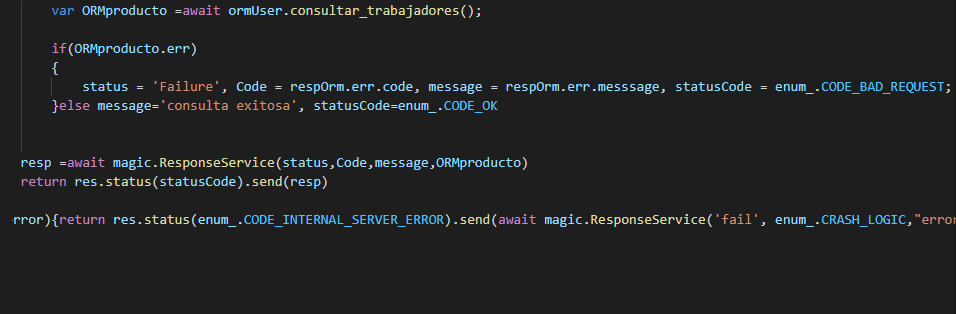 var ORMproducto =await ormUser.consultar_trabajadores();
if(ORMproducto.err)
{
status = 'Failure', Code = respOrm.err.code, message = respOrm.err.messsage, statusCode = enum_.CODE_BAD_REQUEST;
}else message='consulta exitosa', statusCode=enum_.CODE_OK
resp =await magic.ResponseService(status,Code,message,ORMproducto)
return res.status(statusCode).send(resp)
rror){return res.status(enum_.CODE_INTERNAL_SERVER_ERROR).send(await magic.ResponseService('fail', enum_.CRASH_LOGIC,"error